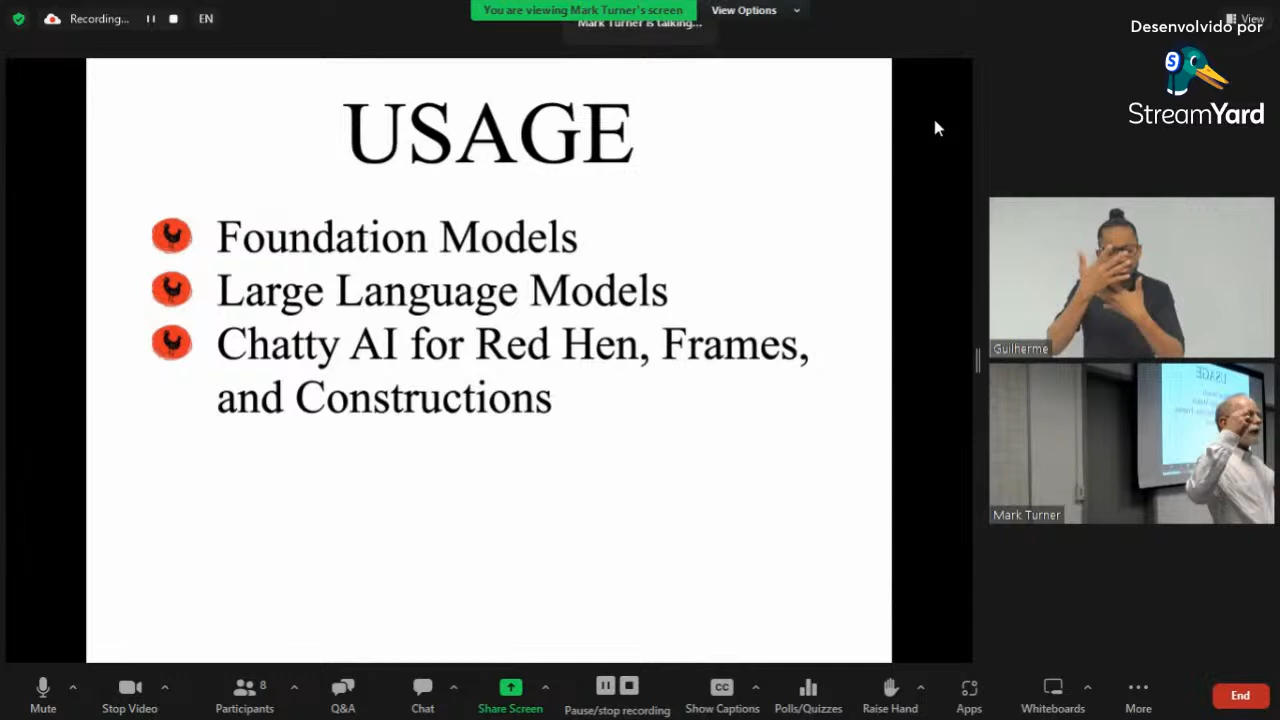 Recording...
EN
You are viewing Mark Turner's screen
View Options
Mark Turner is talking...
View
Desenvolvido por
S
StreamYard
USAGE
Foundation Models
Large Language Models
Chatty AI for Red Hen, Frames,
and Constructions
Guilherme
USAGE
Mark Turner
Mute
Stop Video
8
Participants
Q&A
Chat
Share Screen
Pause/stop recording
CC
Show Captions
Polls/Quizzes
Raise Hand
Apps
Whiteboards
More
End